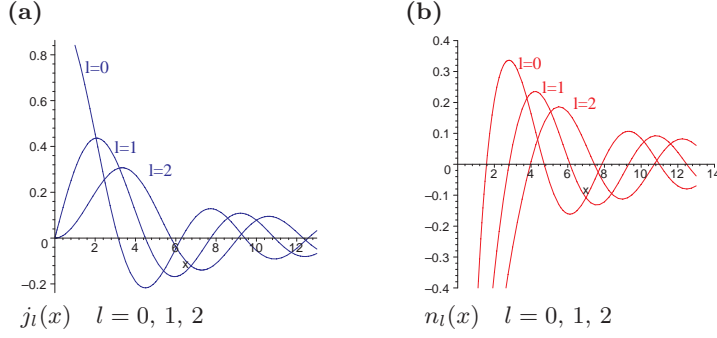 (a)
0.8
0.6
0.4
0.2
0
−0.2
2
4
6
8
10
12
x
l=0
l=1
l=2
j_l(x) l = 0, 1, 2
(b)
0.4
0.3
0.2
0.1
0
−0.1
−0.2
−0.3
−0.4
2
4
6
8
10
12
14
x
l=0
l=1
l=2
n_l(x) l = 0, 1, 2